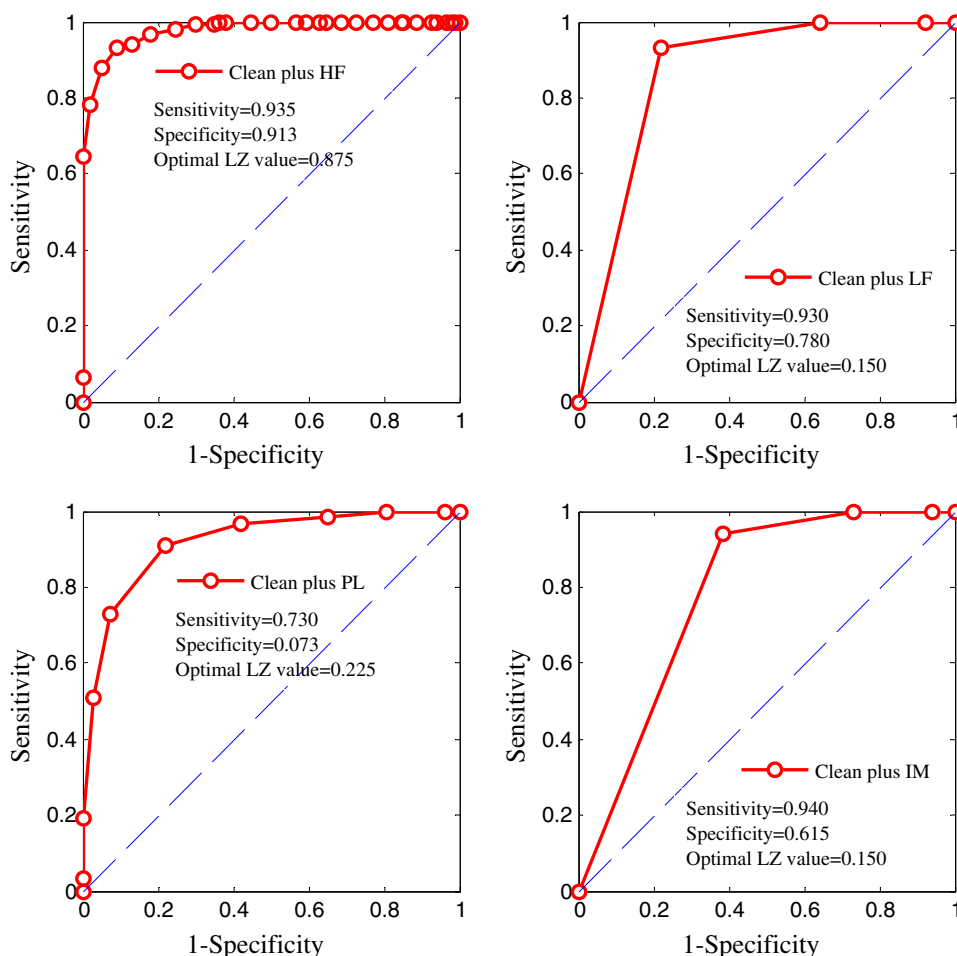 1
0.8
0.6
0.4
0.2
0
0 0.2 0.4 0.6 0.8 1
Sensitivity
1-Specificity
Clean plus HF
Sensitivity=0.935
Specificity=0.913
Optimal LZ value=0.875
1
0.8
0.6
0.4
0.2
0
0 0.2 0.4 0.6 0.8 1
Sensitivity
1-Specificity
Clean plus LF
Sensitivity=0.930
Specificity=0.780
Optimal LZ value=0.150
1
0.8
0.6
0.4
0.2
0
0 0.2 0.4 0.6 0.8 1
Sensitivity
1-Specificity
Clean plus PL
Sensitivity=0.730
Specificity=0.073
Optimal LZ value=0.225
1
0.8
0.6
0.4
0.2
0
0 0.2 0.4 0.6 0.8 1
Sensitivity
1-Specificity
Clean plus IM
Sensitivity=0.940
Specificity=0.615
Optimal LZ value=0.150